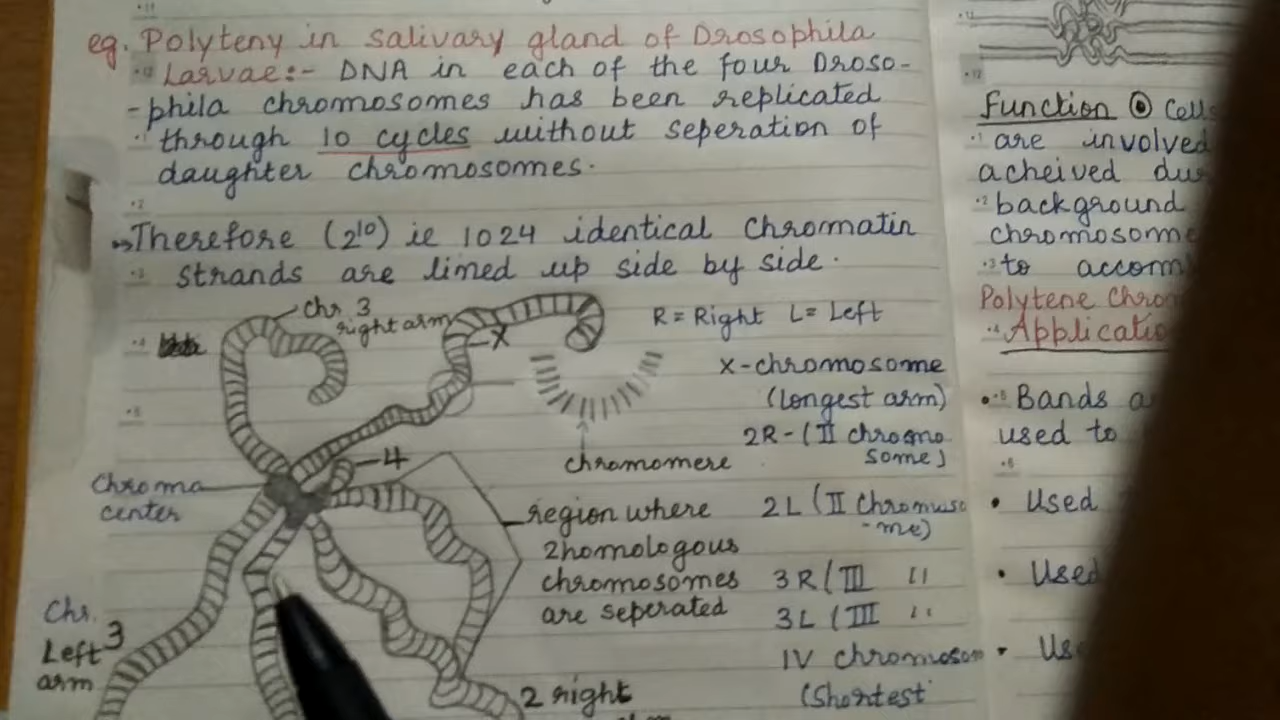 eg. Polyteny in salivary gland of Drosophila
Larvae:- DNA in each of the four Droso-
-phila chromosomes has been replicated
through 10 cycles without seperation of
daughter chromosomes.
Therefore (2^10) ie 1024 identical chromatin
strands are lined up side by side.
Chr. 3
right arm
X
R = Right L = Left
X-chromosome
(longest arm)
2R-(II chromo
some)
chromomere
4
Chroma
center
region where
2homologous
chromosomes
are seperated
2L (II Chromuso
-me)
3R (III "
3L (III "
IV chromosom
(Shortest
Chr. 3
Left
arm
2 right
Function
Cells
are involved
acheived du
background
chromosome
to accom
Polytene Chro
Applicatio
Bands a
used to
Used
Used
Us